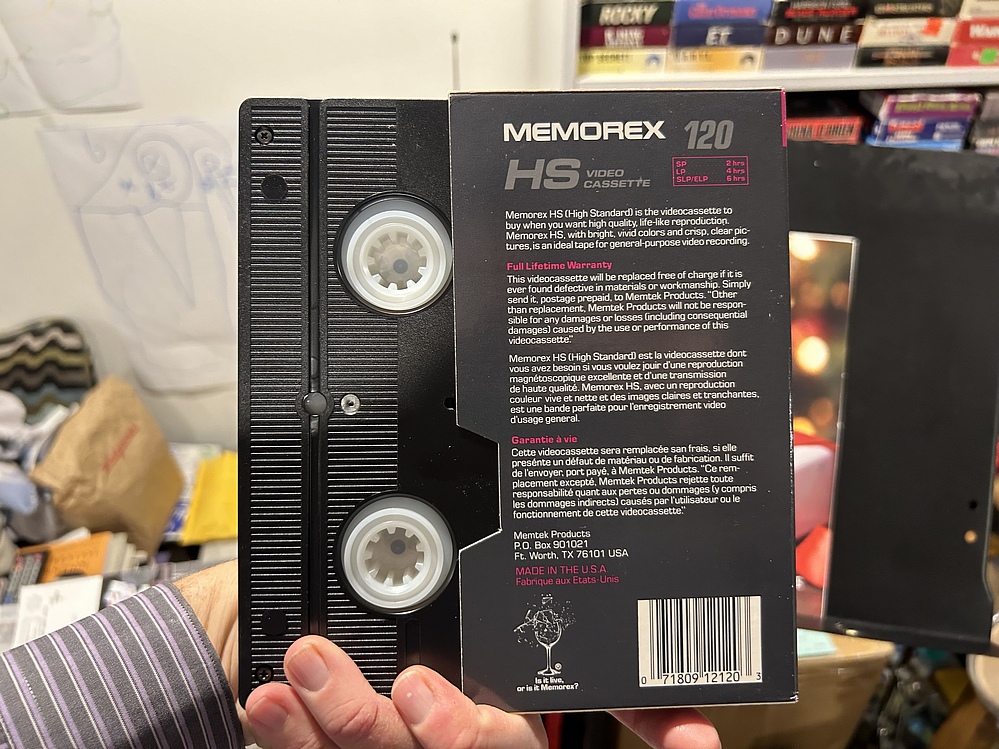 ROCKY
ET
DUNE
MEMOREX 120
HS VIDEO
CASSETTE
SP 2 hrs
LP 4 hrs
SLP/ELP 6 hrs
Memorex HS (High Standard) is the videocassette to
buy when you want high quality, life-like reproduction.
Memorex HS, with bright, vivid colors and crisp, clear pic-
tures, is an ideal tape for general-purpose video recording.
Full Lifetime Warranty
This videocassette will be replaced free of charge if it is
ever found defective in materials or workmanship. Simply
send it, postage prepaid, to Memtek Products. "Other
than replacement, Memtek Products will not be respon-
sible for any damages or losses (including consequential
damages) caused by the use or performance of this
videocassette."
Memorex HS (High Standard) est la videocassette dont
vous avez besoin si vous voulez jouir d'une reproduction
magnétoscopique excellente et d'une transmission
de haute qualité. Memorex HS, avec un reproduction
couleur vive et nette et des images claires et tranchantes,
est une bande parfaite pour l'enregistrement video
d'usage general.
Garantie à vie
Cette videocassette sera remplacée san frais, si elle
presénte un défaut de matériau ou de fabrication. Il suffit
de l'envoyer, port payé, à Memtek Products. "Ce rem-
placement excepté, Memtek Products rejette toute
responsabilité quant aux pertes ou dommages (y compris
les dommages indirects) causés par l'utilisateur ou le
fonctionnement de cette videocassette."
Memtek Products
P.O. Box 901021
Ft. Worth, TX 76101 USA
MADE IN THE U.S.A.
Fabrique aux Etats-Unis
®
Is it live,
or is it Memorex?
0 71809 12120 3